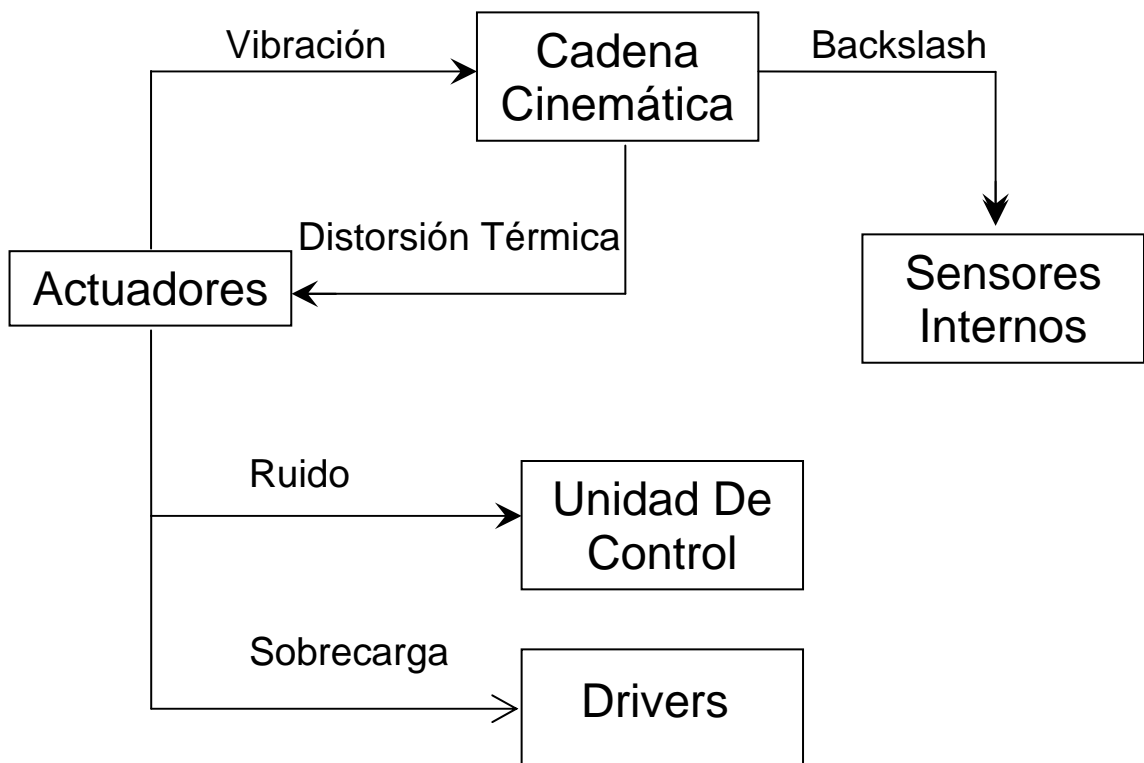 Vibración
Cadena
Cinemática
Backslash
Distorsión Térmica
Actuadores
Sensores
Internos
Ruido
Unidad De
Control
Sobrecarga
Drivers